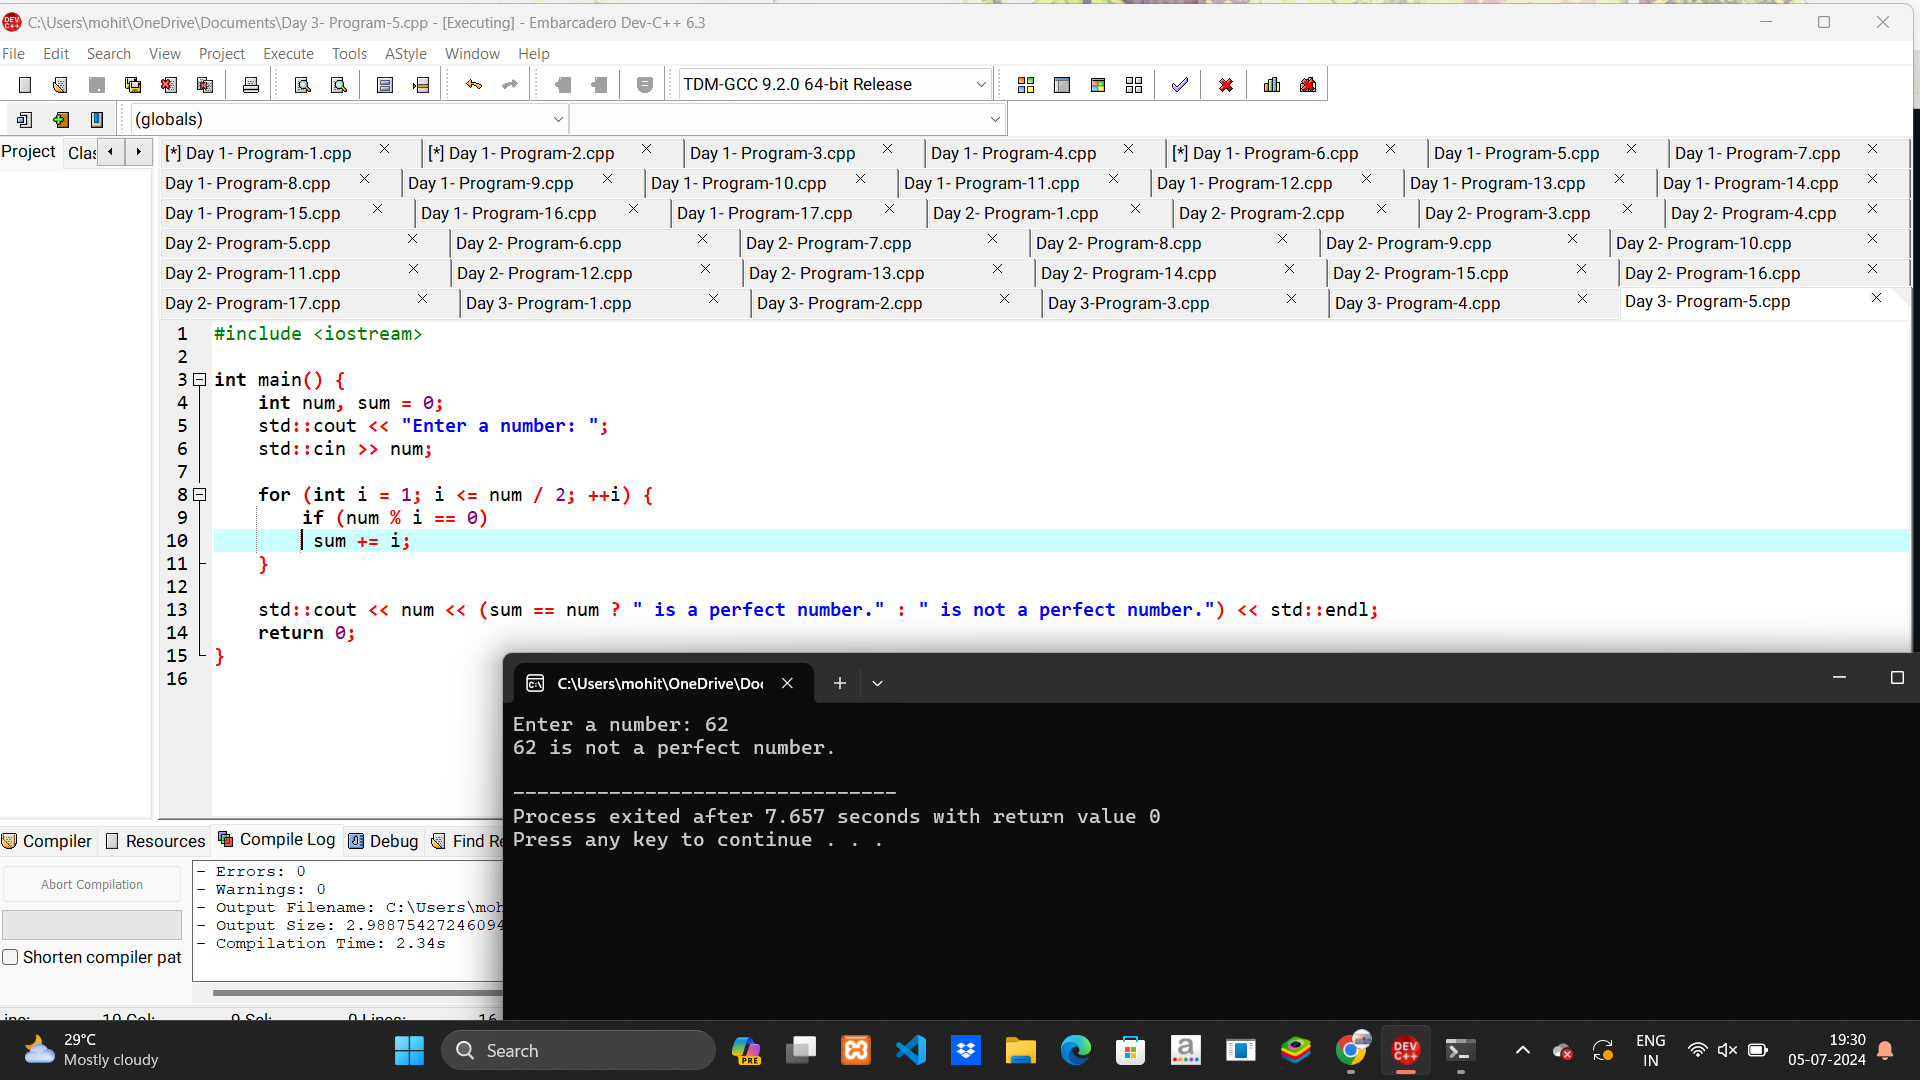 C:\Users\mohit\OneDrive\Documents\Day 3- Program-5.cpp - [Executing] - Embarcadero Dev-C++ 6.3
File Edit Search View Project Execute Tools AStyle Window Help
TDM-GCC 9.2.0 64-bit Release
(globals)
Project Clas
[*] Day 1- Program-1.cpp [*] Day 1- Program-2.cpp Day 1- Program-3.cpp Day 1- Program-4.cpp [*] Day 1- Program-6.cpp Day 1- Program-5.cpp Day 1- Program-7.cpp
Day 1- Program-8.cpp Day 1- Program-9.cpp Day 1- Program-10.cpp Day 1- Program-11.cpp Day 1- Program-12.cpp Day 1- Program-13.cpp Day 1- Program-14.cpp
Day 1- Program-15.cpp Day 1- Program-16.cpp Day 1- Program-17.cpp Day 2- Program-1.cpp Day 2- Program-2.cpp Day 2- Program-3.cpp Day 2- Program-4.cpp
Day 2- Program-5.cpp Day 2- Program-6.cpp Day 2- Program-7.cpp Day 2- Program-8.cpp Day 2- Program-9.cpp Day 2- Program-10.cpp
Day 2- Program-11.cpp Day 2- Program-12.cpp Day 2- Program-13.cpp Day 2- Program-14.cpp Day 2- Program-15.cpp Day 2- Program-16.cpp
Day 2- Program-17.cpp Day 3- Program-1.cpp Day 3- Program-2.cpp Day 3-Program-3.cpp Day 3- Program-4.cpp Day 3- Program-5.cpp
1 #include <iostream>
2
3 int main() {
4 int num, sum = 0;
5 std::cout << "Enter a number: ";
6 std::cin >> num;
7
8 for (int i = 1; i <= num / 2; ++i) {
9 if (num % i == 0)
10 sum += i;
11 }
12
13 std::cout << num << (sum == num ? " is a perfect number." : " is not a perfect number.") << std::endl;
14 return 0;
15 }
16
C:\Users\mohit\OneDrive\Doc
Enter a number: 62
62 is not a perfect number.
--------------------------------
Process exited after 7.657 seconds with return value 0
Press any key to continue . . .
Compiler Resources Compile Log Debug Find Re
Abort Compilation
Shorten compiler pat
- Errors: 0
- Warnings: 0
- Output Filename: C:\Users\moh
- Output Size: 2.98875427246094
- Compilation Time: 2.34s
10 Col: 9 Sel: 0 Lines: 16
29°C
Mostly cloudy
Search
PRE
DEV C++
ENG
IN
19:30
05-07-2024